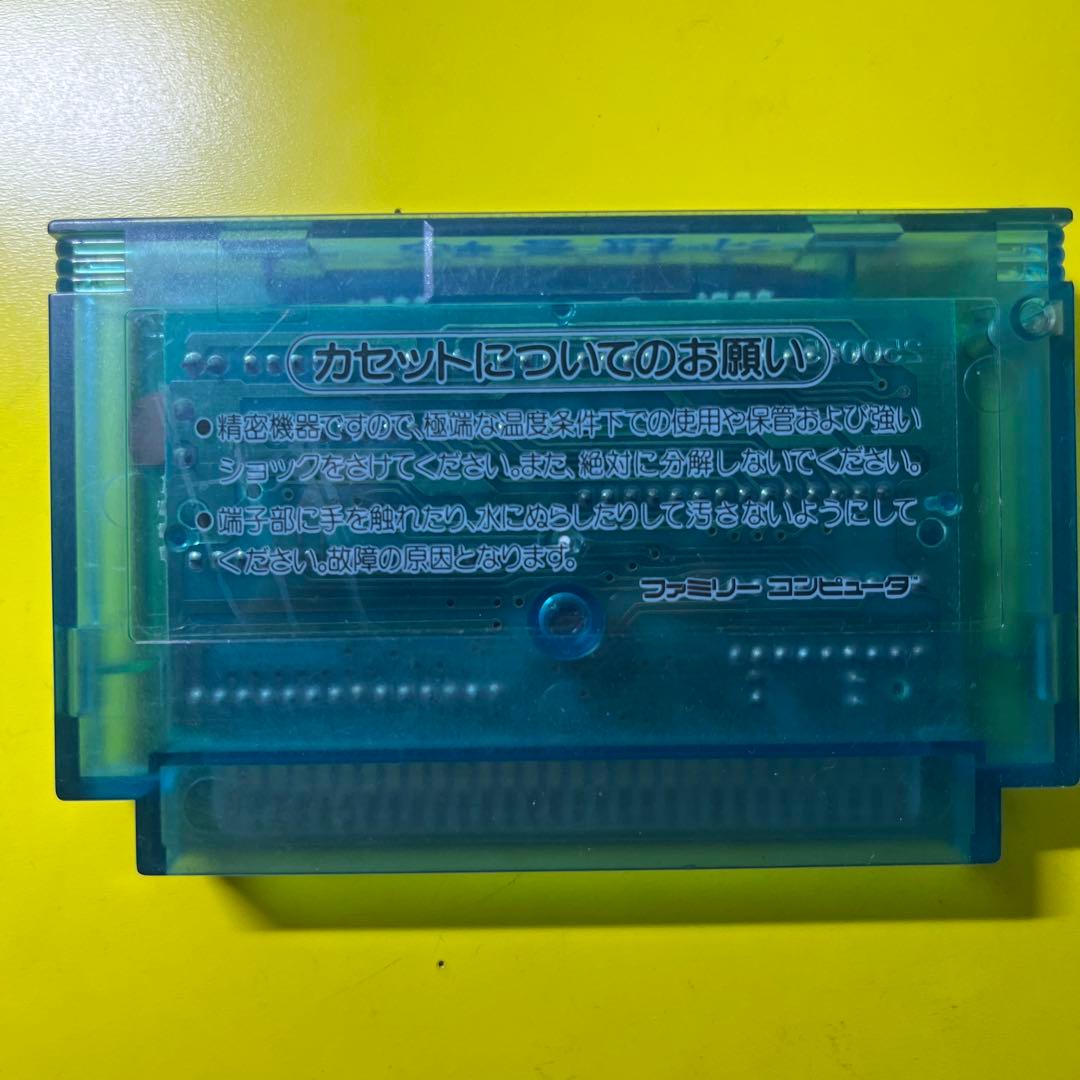 カセットについてのお願い
●精密機器ですので、極端な温度条件下での使用や保管および強い
ショックをさけてください。また、絶対に分解しないでください。
●端子部に手を触れたり、水にぬらしたりして汚さないようにして
ください。故障の原因となります。
ファミリーコンピュータ